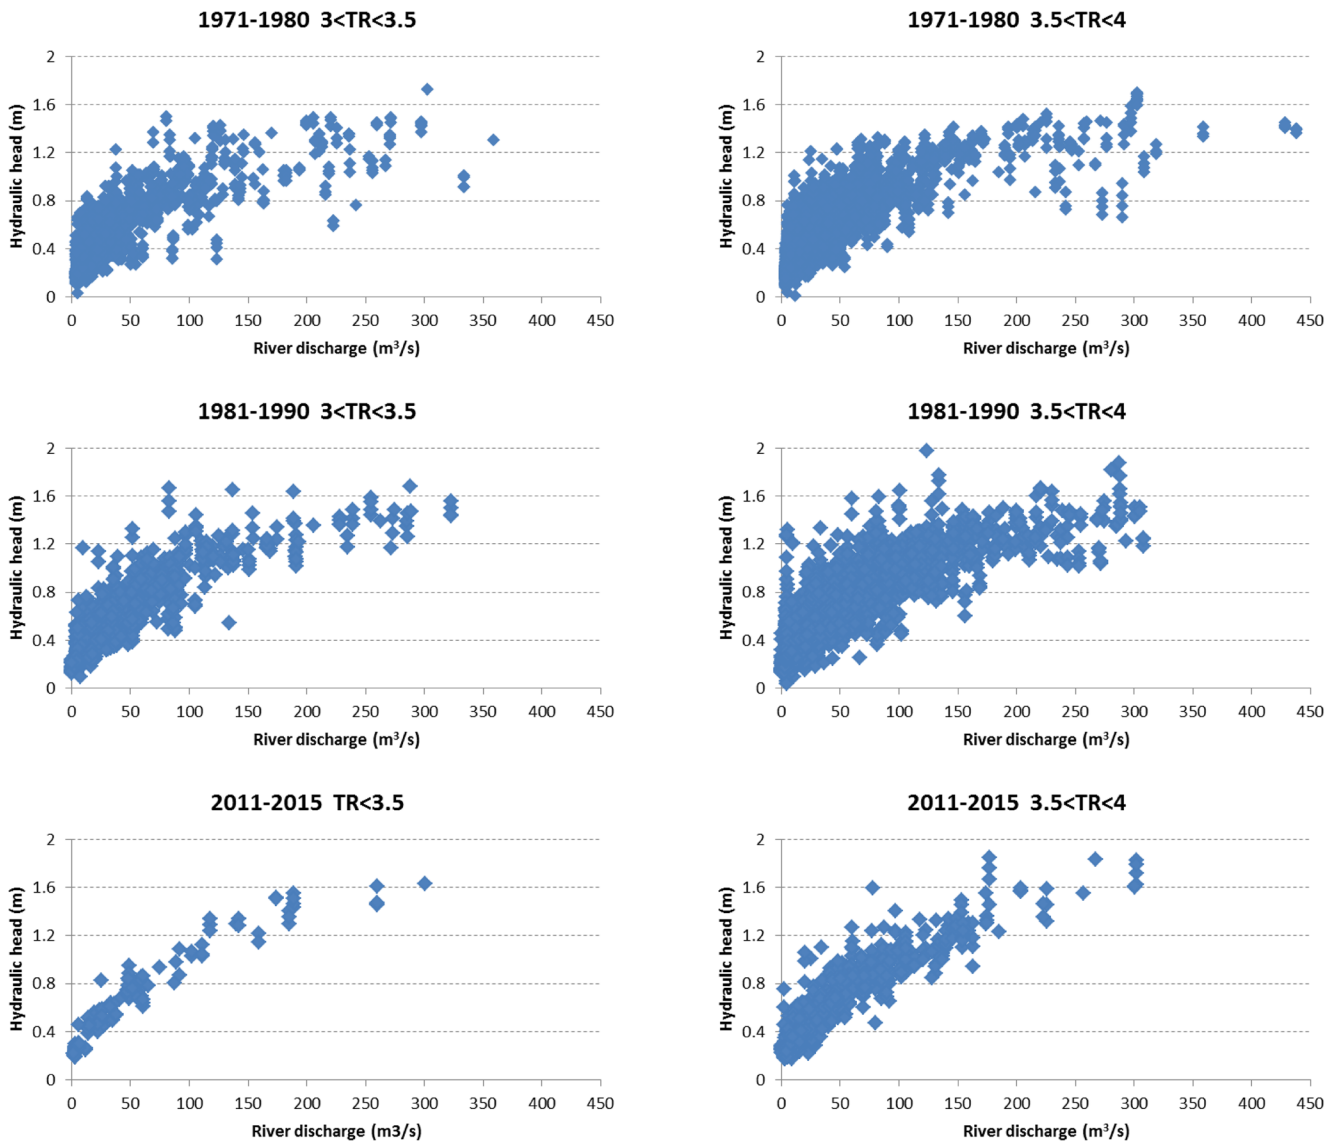 1971-1980 3<TR<3.5
2
1.6
1.2
0.8
0.4
0
Hydraulic head (m)
0 50 100 150 200 250 300 350 400 450
River discharge (m³/s)
1971-1980 3.5<TR<4
2
1.6
1.2
0.8
0.4
0
Hydraulic head (m)
0 50 100 150 200 250 300 350 400 450
River discharge (m³/s)
1981-1990 3<TR<3.5
2
1.6
1.2
0.8
0.4
0
Hydraulic head (m)
0 50 100 150 200 250 300 350 400 450
River discharge (m³/s)
1981-1990 3.5<TR<4
2
1.6
1.2
0.8
0.4
0
Hydraulic head (m)
0 50 100 150 200 250 300 350 400 450
River discharge (m³/s)
2011-2015 TR<3.5
2
1.6
1.2
0.8
0.4
0
Hydraulic head (m)
0 50 100 150 200 250 300 350 400 450
River discharge (m3/s)
2011-2015 3.5<TR<4
2
1.6
1.2
0.8
0.4
0
Hydraulic head (m)
0 50 100 150 200 250 300 350 400 450
River discharge (m³/s)